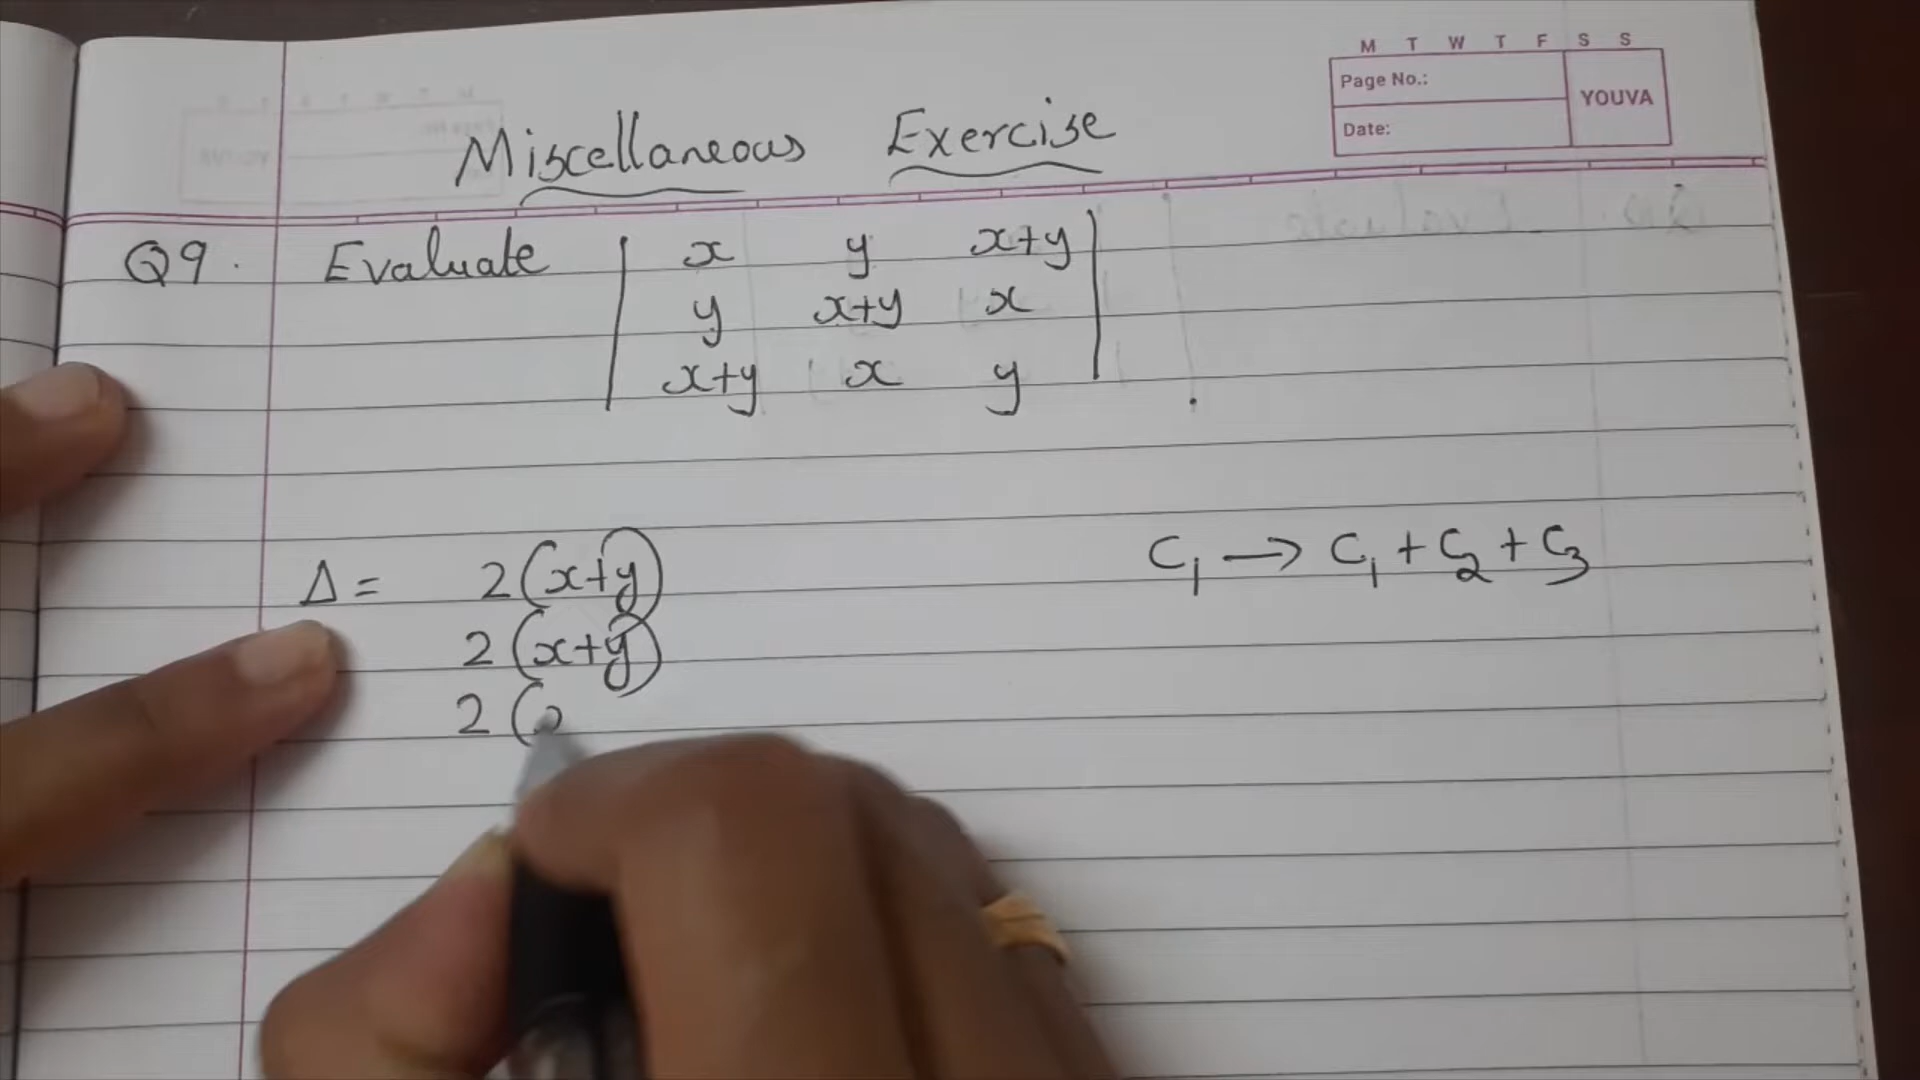 M T W T F S S
Page No.:
YOUVA
Date:
Miscellaneous Exercise
Q9. Evaluate | x y x+y |
y x+y x
x+y x y
Δ = 2(x+y) C₁ → C₁ + C₂ + C₃
2(x+y)
2(